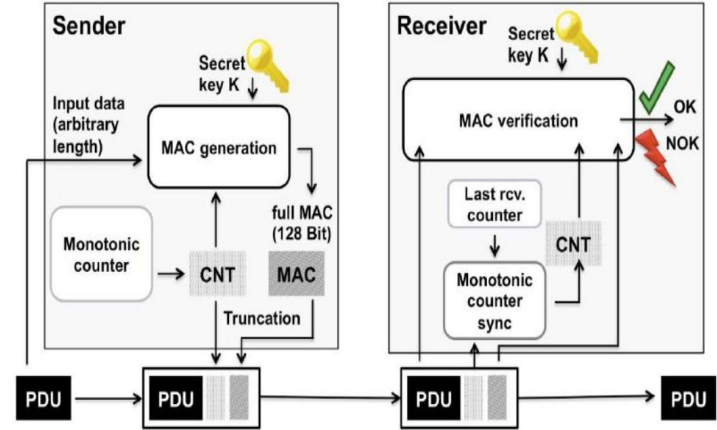 Sender
Secret
key K
Input data
(arbitrary
length)
MAC generation
full MAC
(128 Bit)
Monotonic
counter
CNT
MAC
Truncation
PDU
PDU
Receiver
Secret
key K
MAC verification
OK
NOK
Last rcv.
counter
CNT
Monotonic
counter
sync
PDU
PDU